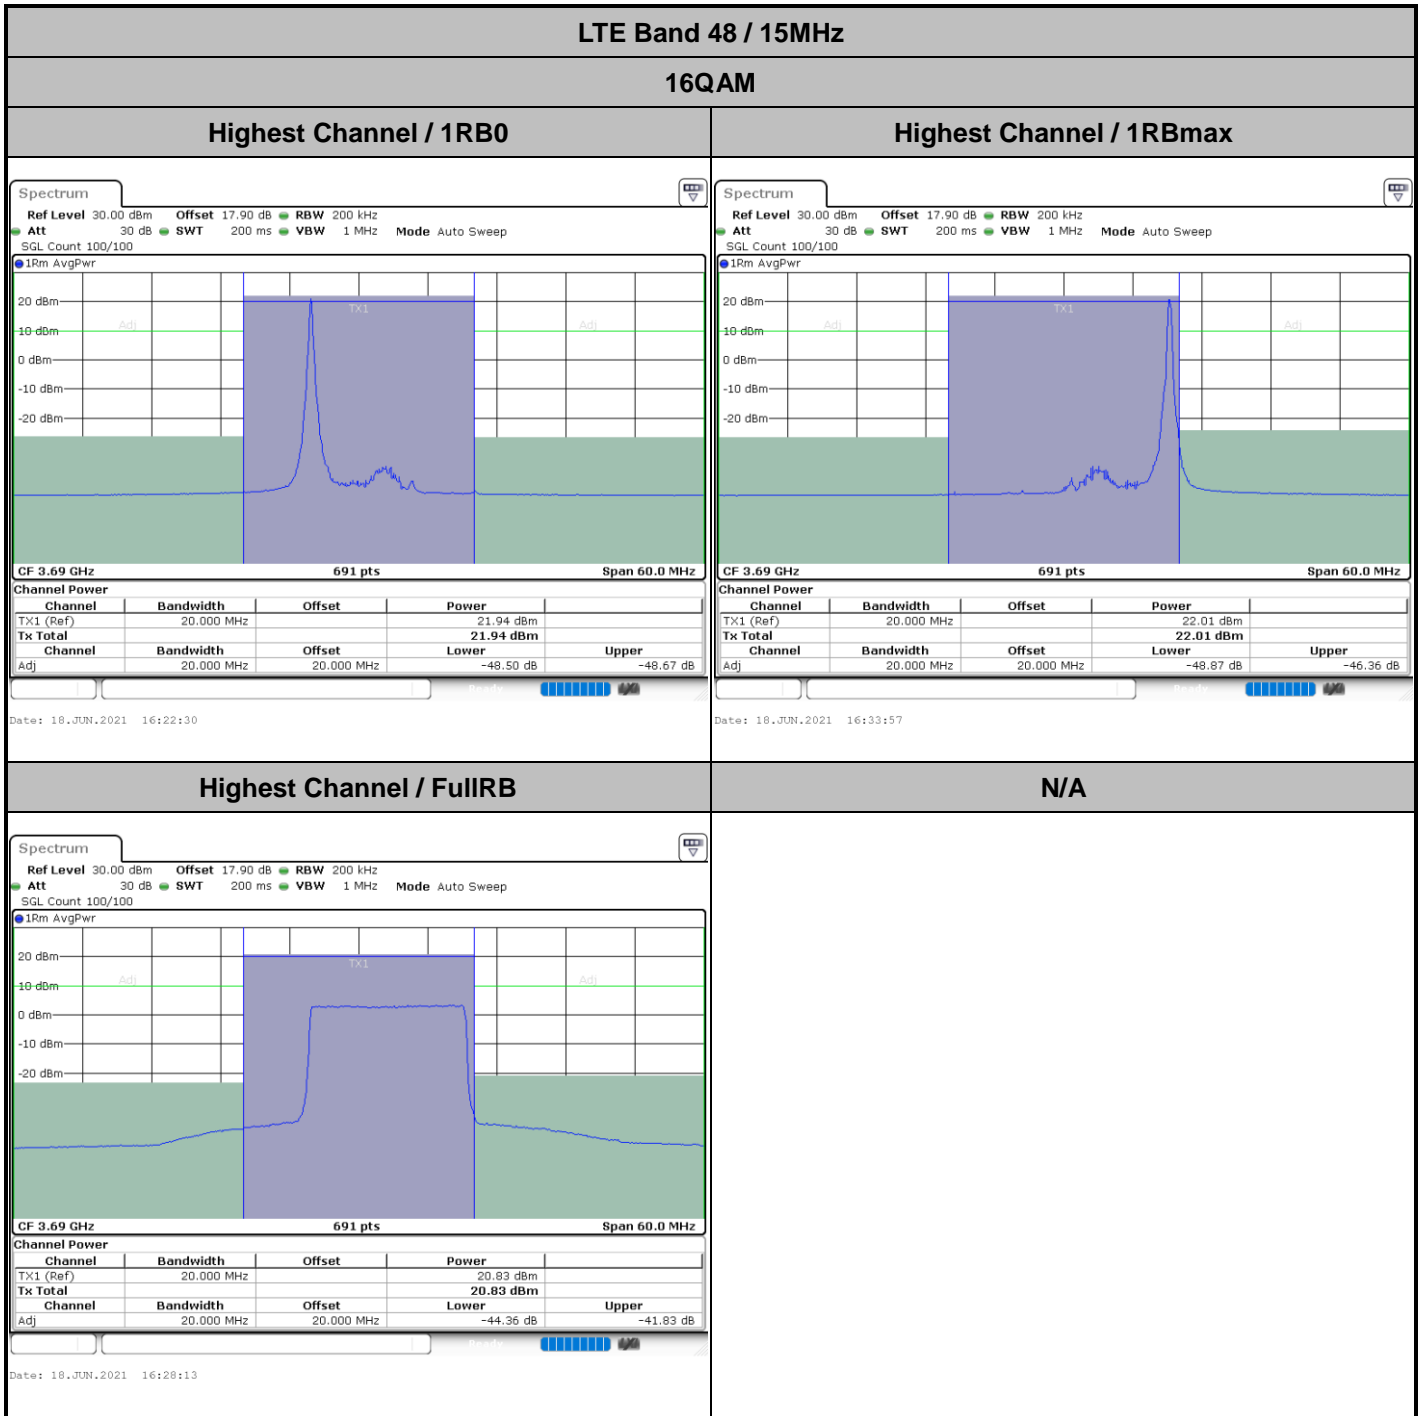 LTE Band 48 / 15MHz
16QAM
Highest Channel / 1RB0
Highest Channel / 1RBmax
Spectrum
Ref Level 30.00 dBm Offset 17.90 dB RBW 200 kHz
Att 30 dB SWT 200 ms VBW 1 MHz Mode Auto Sweep
SGL Count 100/100
1Rm AvgPwr
TX1
20 dBm
Adj
Adj
10 dBm
0 dBm
-10 dBm
-20 dBm
CF 3.69 GHz 691 pts Span 60.0 MHz
Channel Power
Channel Bandwidth Offset Power
TX1 (Ref) 20.000 MHz 21.94 dBm
Tx Total 21.94 dBm
Channel Bandwidth Offset Lower Upper
Adj 20.000 MHz 20.000 MHz -48.50 dB -48.67 dB
Ready
Date: 18.JUN.2021 16:22:30
Spectrum
Ref Level 30.00 dBm Offset 17.90 dB RBW 200 kHz
Att 30 dB SWT 200 ms VBW 1 MHz Mode Auto Sweep
SGL Count 100/100
1Rm AvgPwr
TX1
20 dBm
Adj
Adj
10 dBm
0 dBm
-10 dBm
-20 dBm
CF 3.69 GHz 691 pts Span 60.0 MHz
Channel Power
Channel Bandwidth Offset Power
TX1 (Ref) 20.000 MHz 22.01 dBm
Tx Total 22.01 dBm
Channel Bandwidth Offset Lower Upper
Adj 20.000 MHz 20.000 MHz -48.87 dB -46.36 dB
Ready
Date: 18.JUN.2021 16:33:57
Highest Channel / FullRB
N/A
Spectrum
Ref Level 30.00 dBm Offset 17.90 dB RBW 200 kHz
Att 30 dB SWT 200 ms VBW 1 MHz Mode Auto Sweep
SGL Count 100/100
1Rm AvgPwr
TX1
20 dBm
Adj
Adj
10 dBm
0 dBm
-10 dBm
-20 dBm
CF 3.69 GHz 691 pts Span 60.0 MHz
Channel Power
Channel Bandwidth Offset Power
TX1 (Ref) 20.000 MHz 20.83 dBm
Tx Total 20.83 dBm
Channel Bandwidth Offset Lower Upper
Adj 20.000 MHz 20.000 MHz -44.36 dB -41.83 dB
Ready
Date: 18.JUN.2021 16:28:13